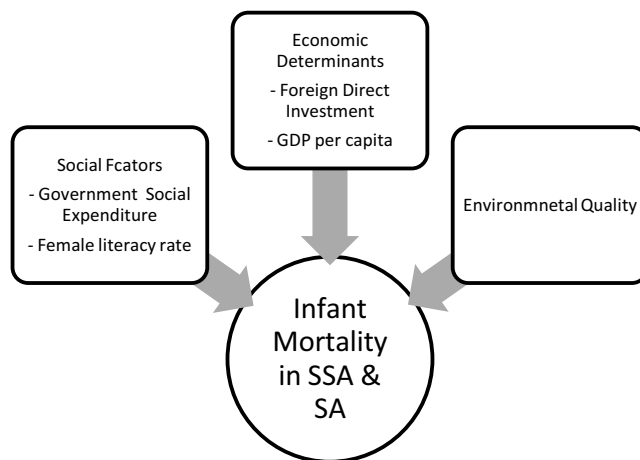 Economic
Determinants
- Foreign Direct
Investment
- GDP per capita
Social Fcators
- Government Social
Expenditure
- Female literacy rate
Environmnetal Quality
Infant
Mortality
in SSA &
SA